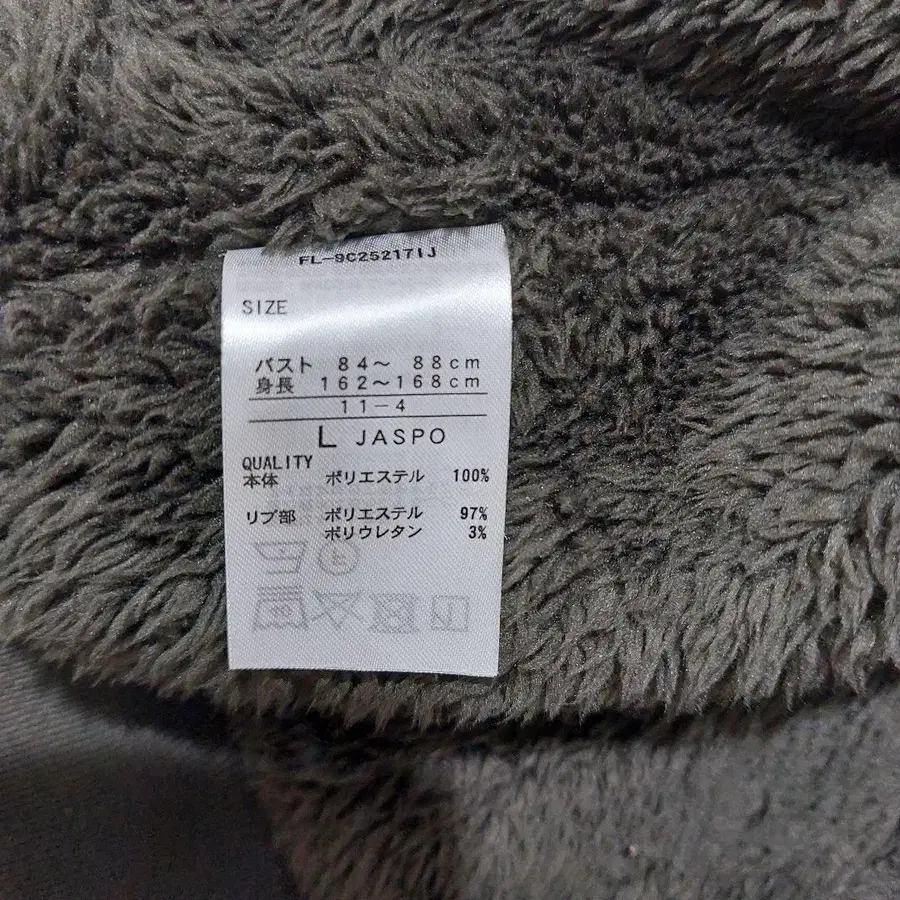 FL-9C25217IJ
SIZE
バスト 84～ 88cm
身長 162～168cm
11-4
L JASPO
QUALITY
本体 ポリエステル 100%
リブ部 ポリエステル 97%
ポリウレタン 3%